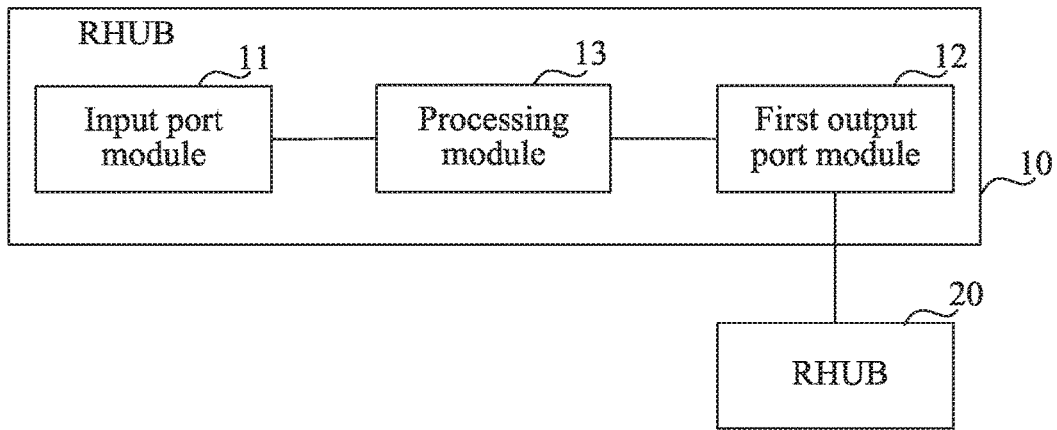 RHUB
11
13
12
Input port
module
Processing
module
First output
port module
10
20
RHUB